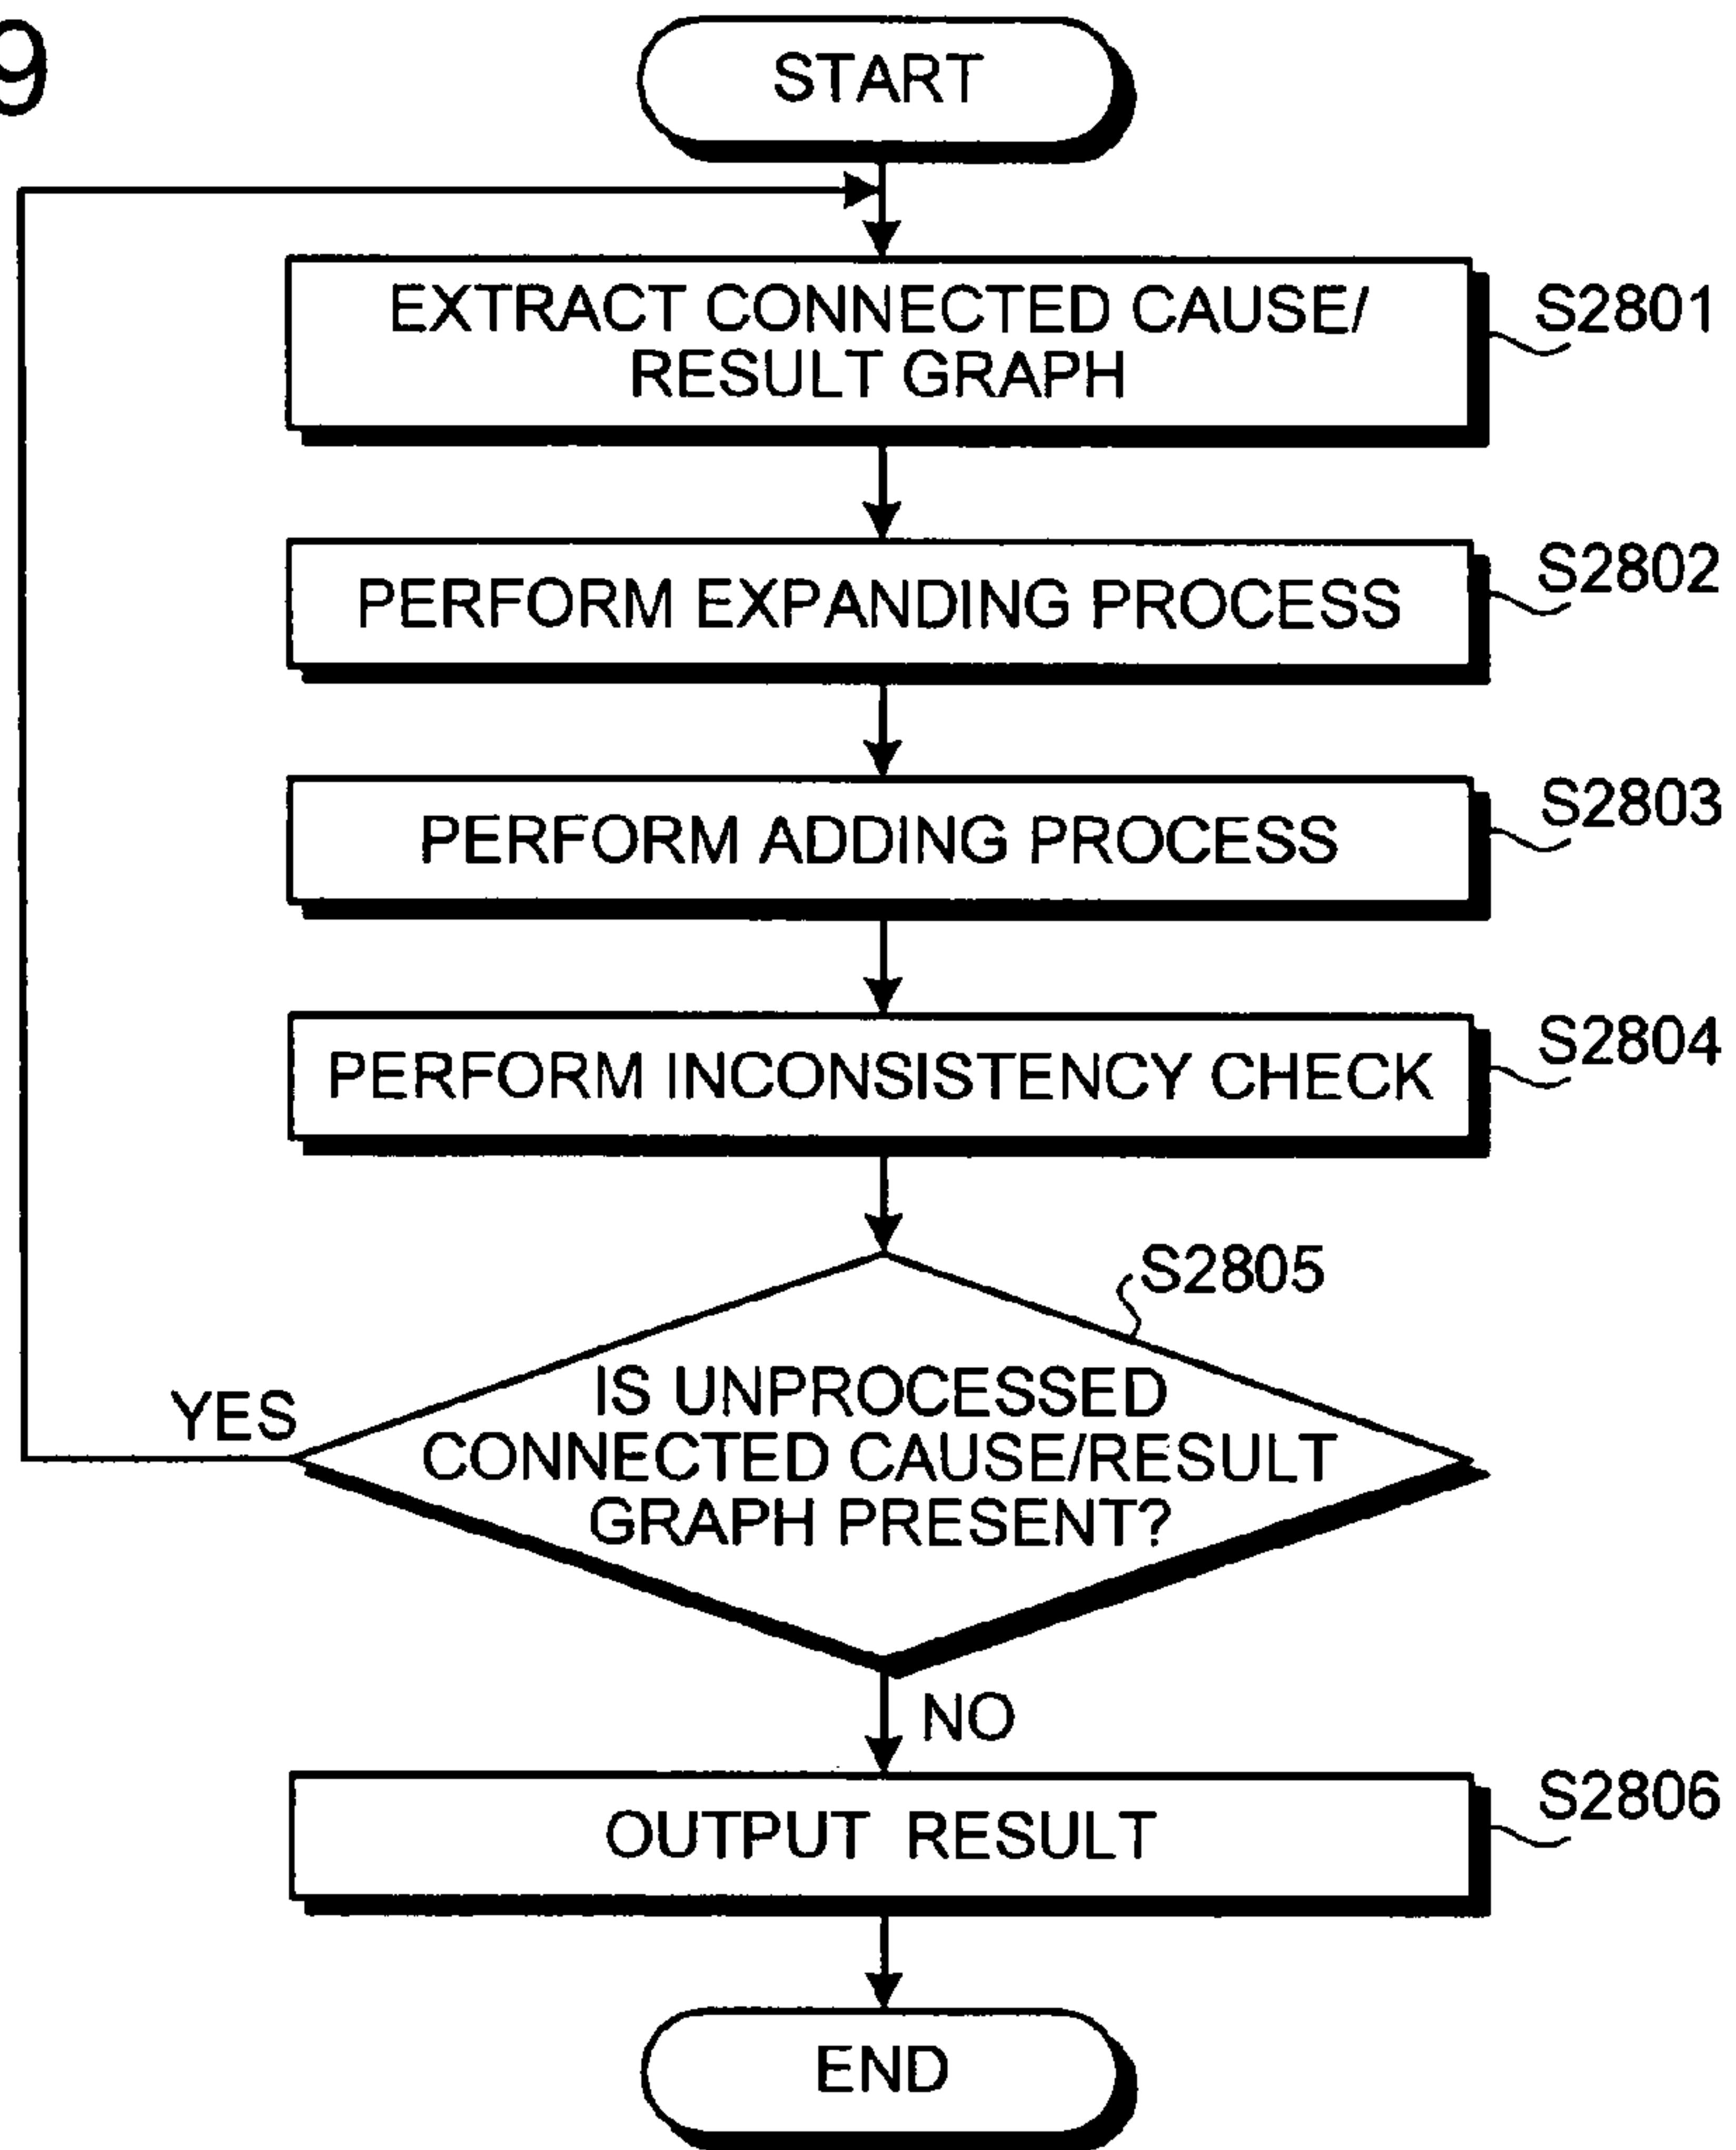 9
START
EXTRACT CONNECTED CAUSE/
RESULT GRAPH
S2801
PERFORM EXPANDING PROCESS
S2802
PERFORM ADDING PROCESS
S2803
PERFORM INCONSISTENCY CHECK
S2804
S2805
IS UNPROCESSED
CONNECTED CAUSE/RESULT
GRAPH PRESENT?
YES
NO
OUTPUT RESULT
S2806
END